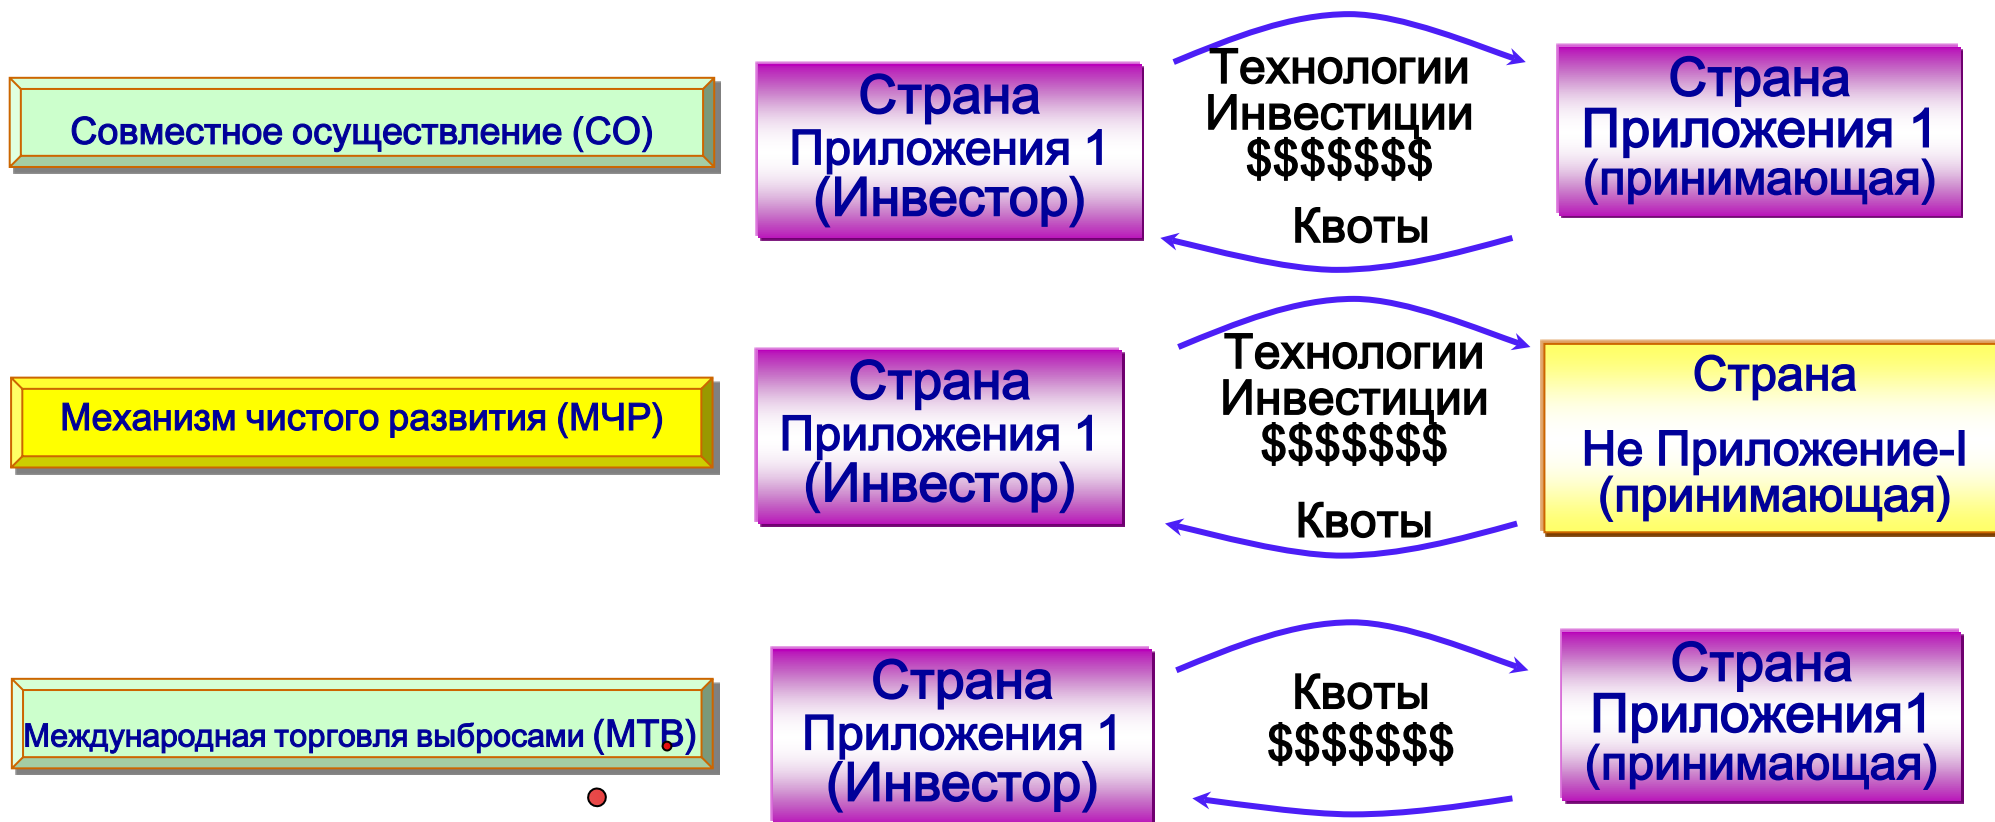 Совместное осуществление (СО)
Страна
Приложения 1
(Инвестор)
Технологии
Инвестиции
$$$$$$$
Квоты
Страна
Приложения 1
(принимающая)
Механизм чистого развития (МЧР)
Страна
Приложения 1
(Инвестор)
Технологии
Инвестиции
$$$$$$$
Квоты
Страна
Не Приложение-I
(принимающая)
Международная торговля выбросами (МТВ)
Страна
Приложения 1
(Инвестор)
Квоты
$$$$$$$
Страна
Приложения1
(принимающая)